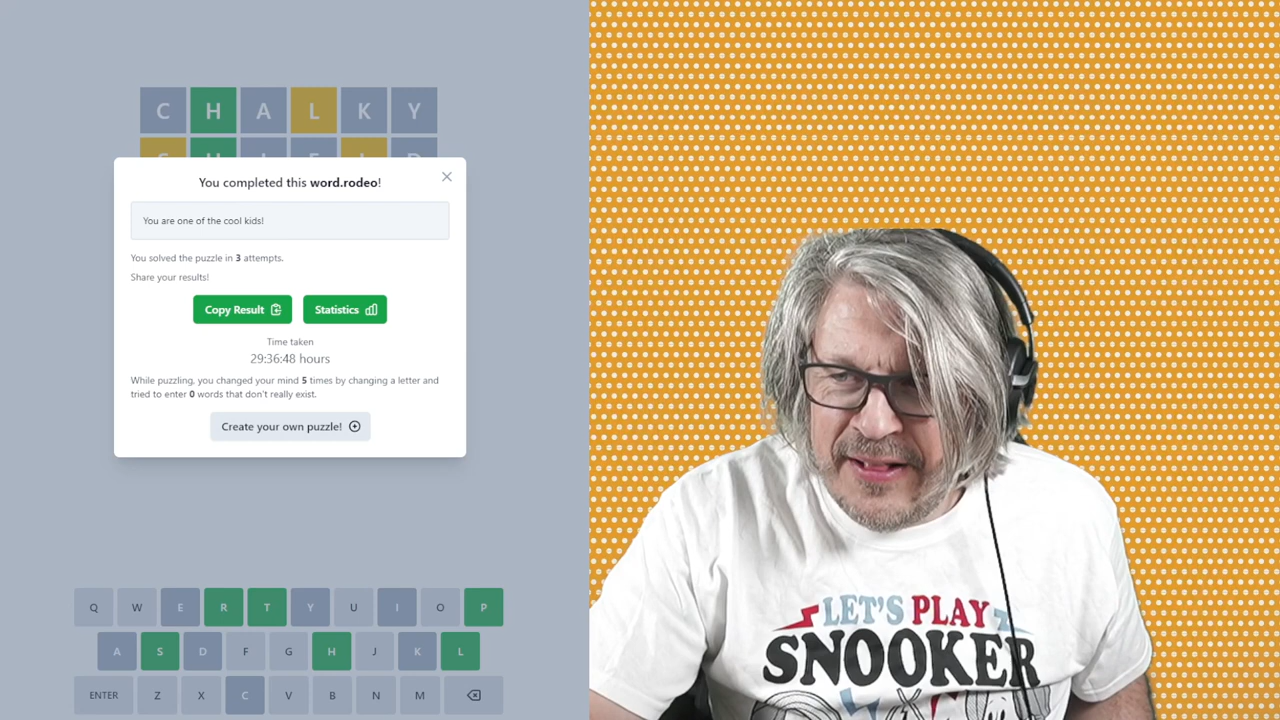 C H A L K Y
You completed this word.rodeo!
You are one of the cool kids!
You solved the puzzle in 3 attempts.
Share your results!
Copy Result
Statistics
Time taken
29:36:48 hours
While puzzling, you changed your mind 5 times by changing a letter and
tried to enter 0 words that don't really exist.
Create your own puzzle!
Q W E R T Y U I O P
A S D F G H J K L
ENTER Z X C V B N M
LET'S PLAY
SNOOKER